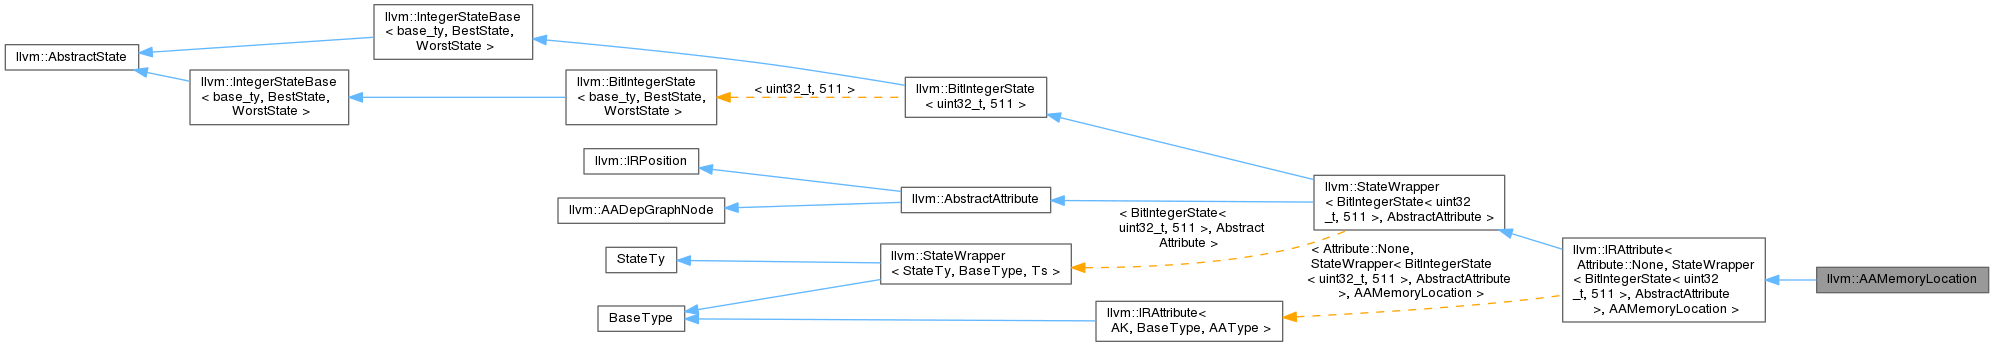 llvm::IntegerStateBase
< base_ty, BestState,
WorstState >
llvm::AbstractState
llvm::IntegerStateBase
< base_ty, BestState,
WorstState >
llvm::BitIntegerState
< base_ty, BestState,
WorstState >
< uint32_t, 511 >
llvm::BitIntegerState
< uint32_t, 511 >
llvm::IRPosition
llvm::AADepGraphNode
llvm::AbstractAttribute
llvm::StateWrapper
< BitIntegerState< uint32
_t, 511 >, AbstractAttribute >
< BitIntegerState<
uint32_t, 511 >, Abstract
Attribute >
StateTy
llvm::StateWrapper
< StateTy, BaseType, Ts >
< Attribute::None,
StateWrapper< BitIntegerState
< uint32_t, 511 >, AbstractAttribute
>, AAMemoryLocation >
llvm::IRAttribute<
Attribute::None, StateWrapper
< BitIntegerState< uint32
_t, 511 >, AbstractAttribute
>, AAMemoryLocation >
llvm::AAMemoryLocation
BaseType
llvm::IRAttribute<
AK, BaseType, AAType >